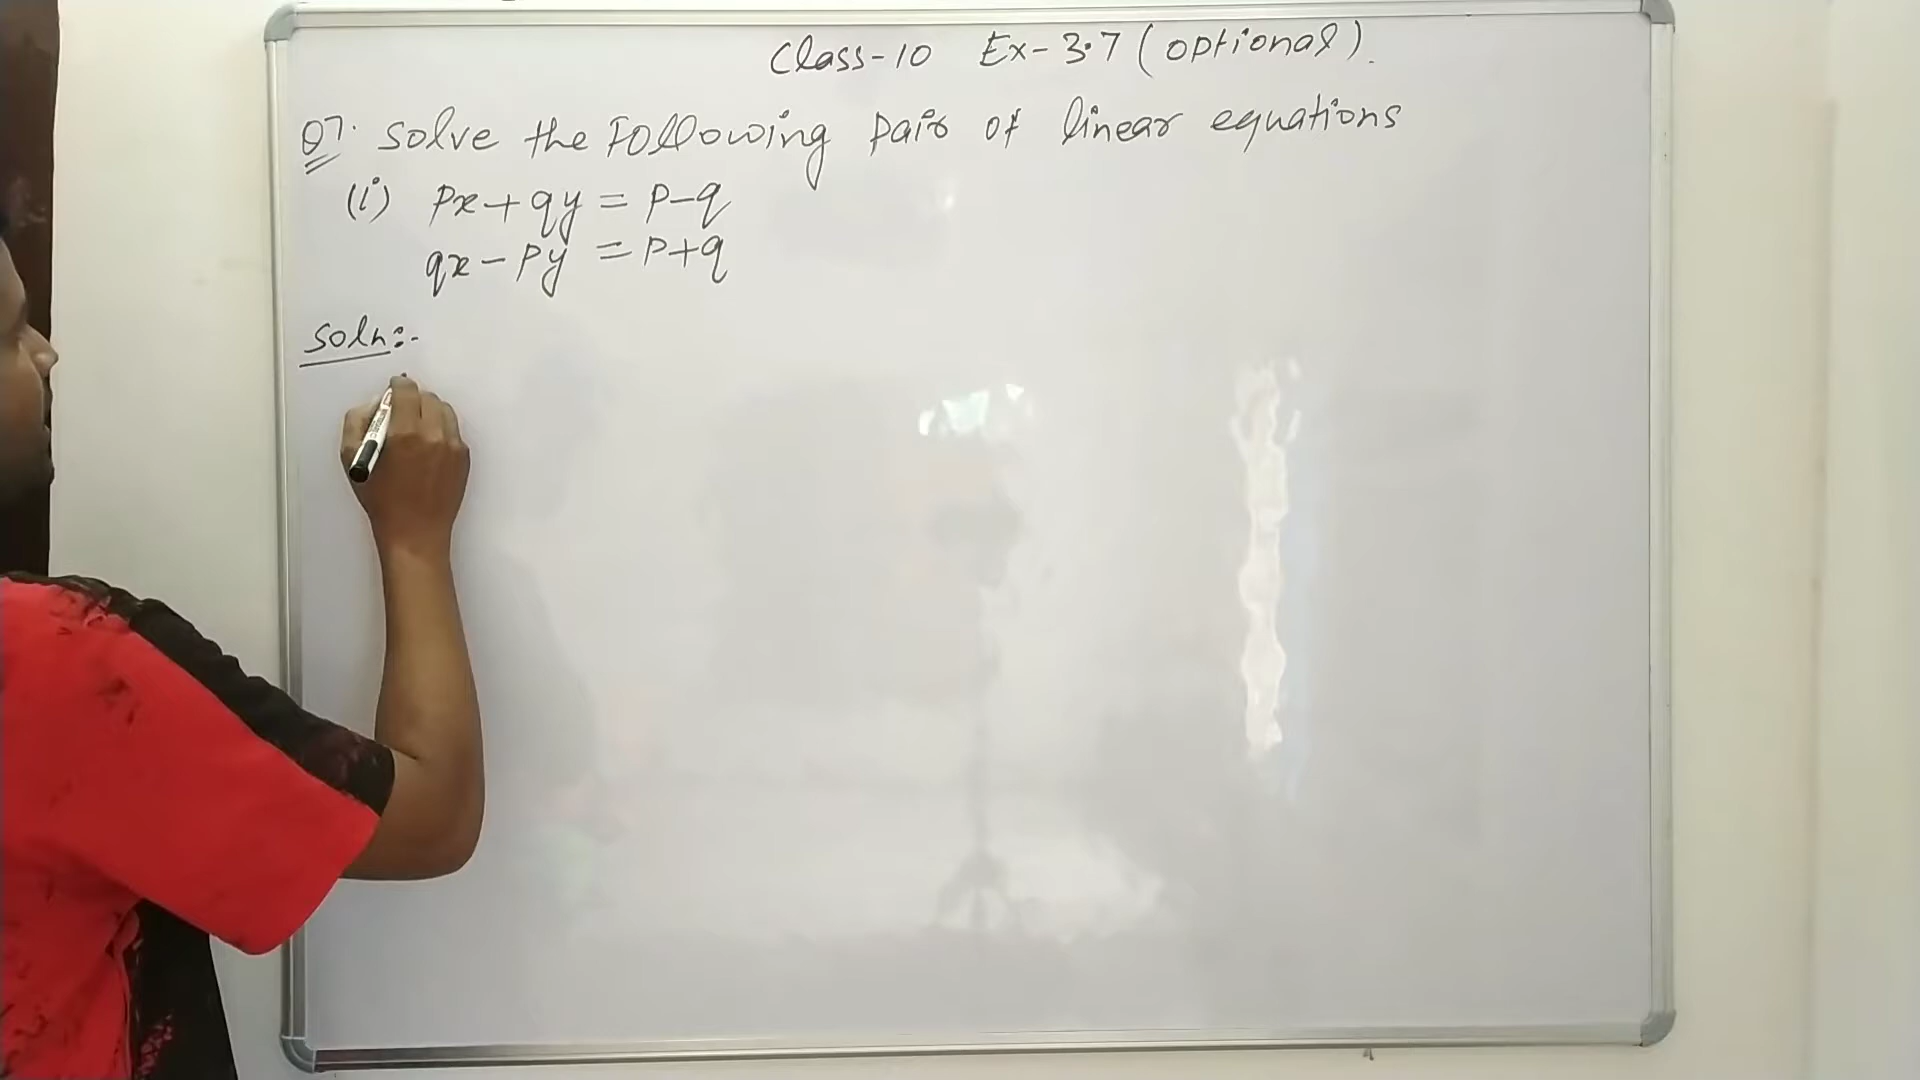 Class-10 Ex-3.7 (optional).
Q7. solve the Following pair of linear equations
(i) px+qy = p-q
qx-py = p+q
soln:-